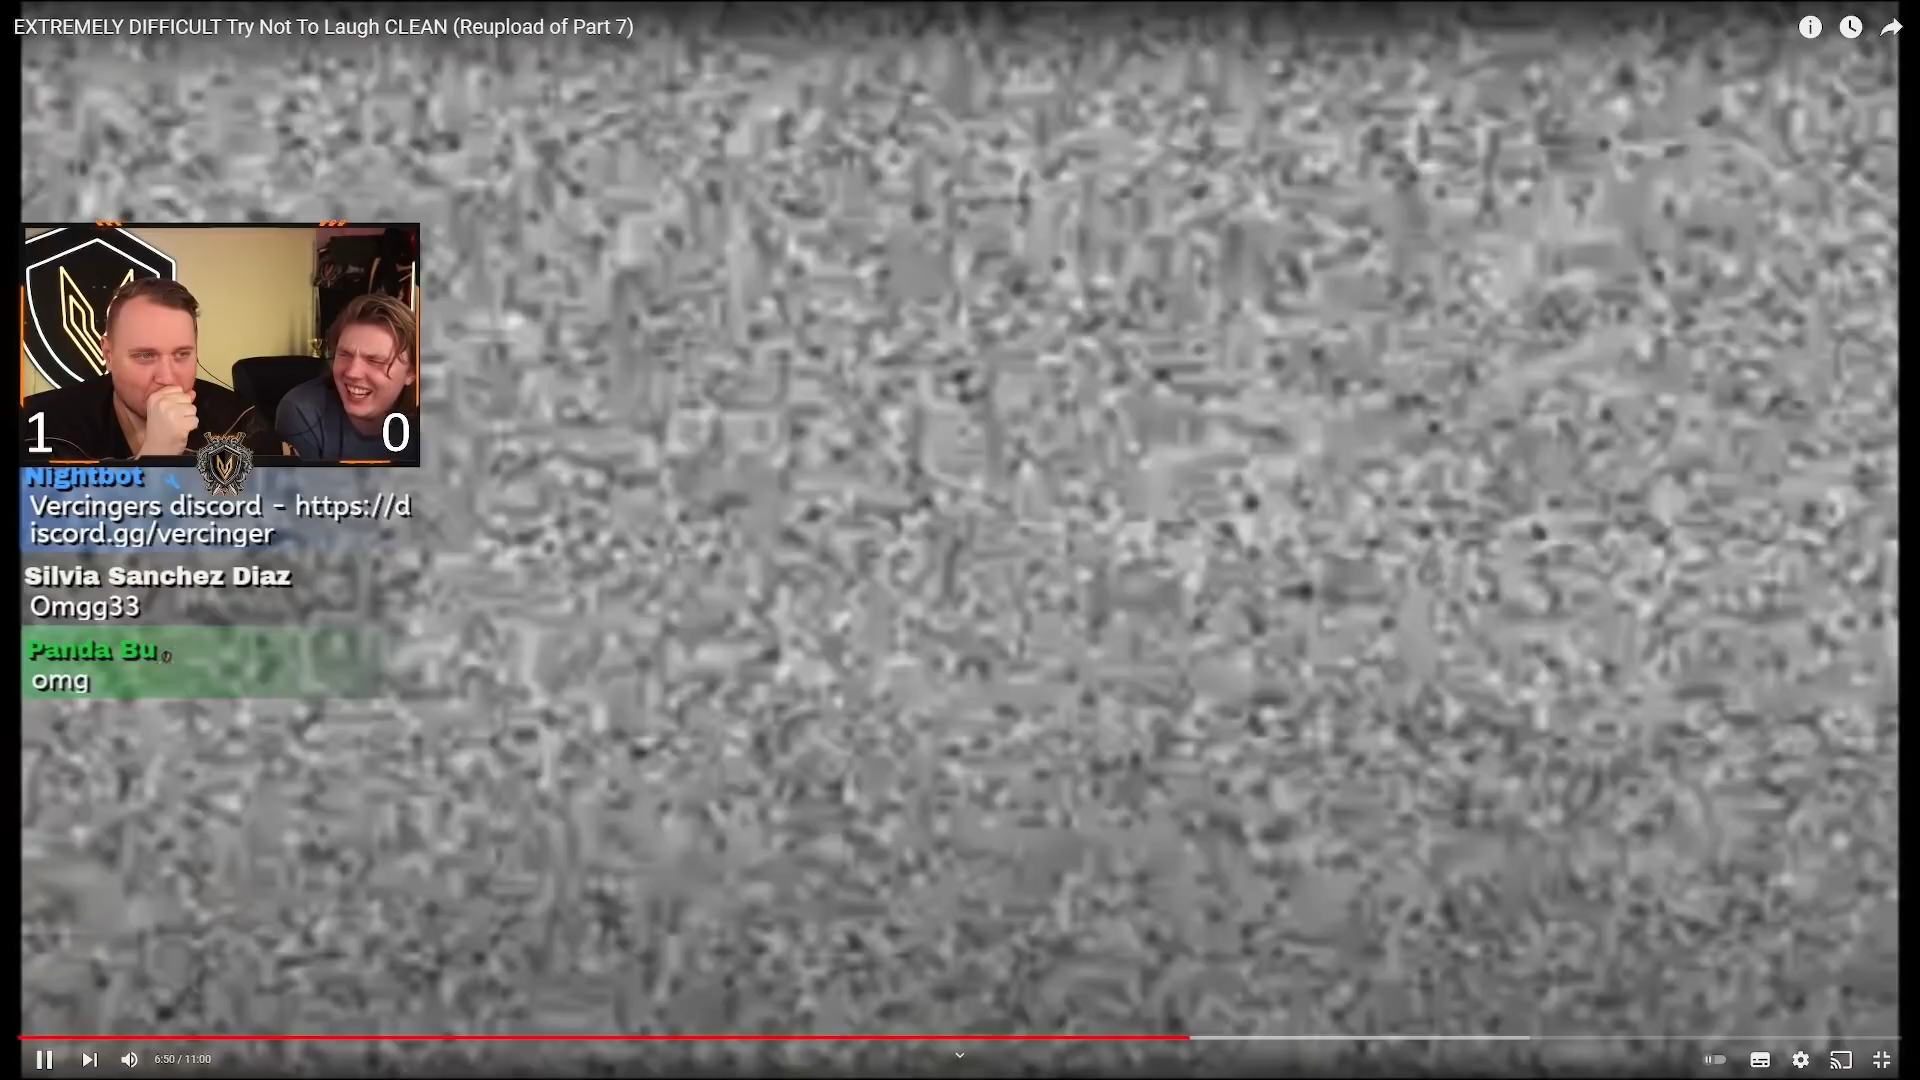 EXTREMELY DIFFICULT Try Not To Laugh CLEAN (Reupload of Part 7)
1
0
Nightbot
Vercingers discord - https://d
iscord.gg/vercinger
Silvia Sanchez Diaz
Omgg33
Panda Bu
omg
6:50 / 11:00